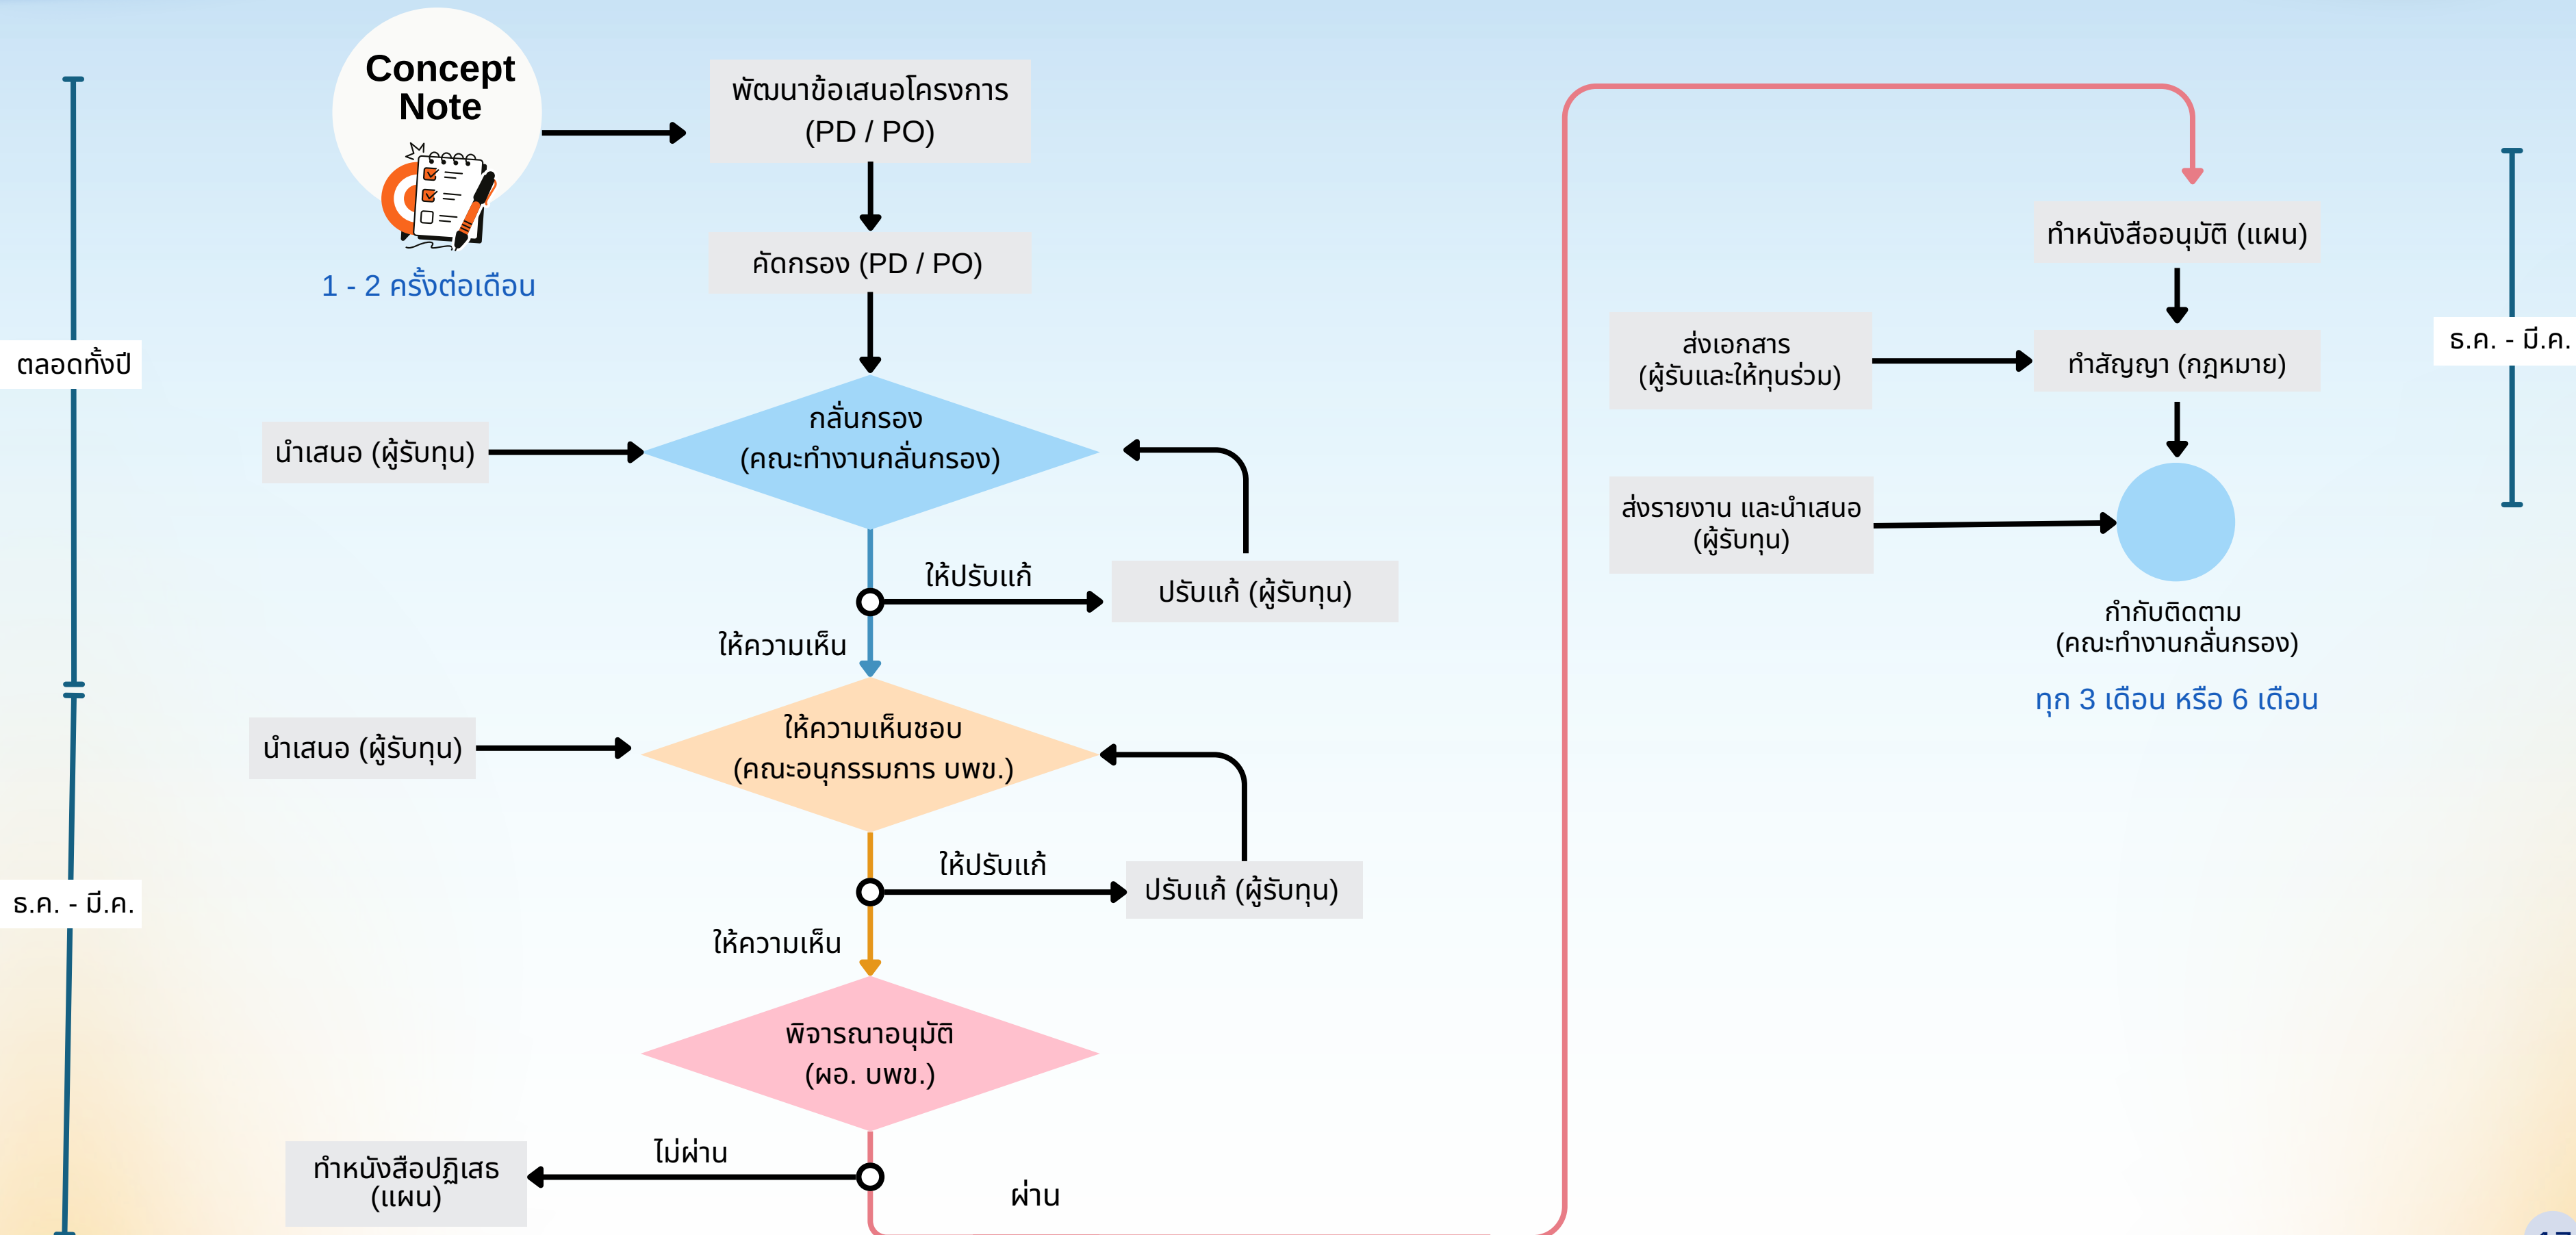 Concept
Note
1 - 2 ครั้งต่อเดือน
พัฒนาข้อเสนอโครงการ
(PD / PO)
คัดกรอง (PD / PO)
ตลอดทั้งปี
นำเสนอ (ผู้รับทุน)
กลั่นกรอง
(คณะทำงานกลั่นกรอง)
ให้ปรับแก้
ปรับแก้ (ผู้รับทุน)
ให้ความเห็น
นำเสนอ (ผู้รับทุน)
ให้ความเห็นชอบ
(คณะอนุกรรมการ บพข.)
ให้ปรับแก้
ปรับแก้ (ผู้รับทุน)
ธ.ค. - มี.ค.
ให้ความเห็น
พิจารณาอนุมัติ
(ผอ. บพข.)
ไม่ผ่าน
ทำหนังสือปฏิเสธ
(แผน)
ผ่าน
ทำหนังสืออนุมัติ (แผน)
ส่งเอกสาร
(ผู้รับและให้ทุนร่วม)
ทำสัญญา (กฎหมาย)
ธ.ค. - มี.ค.
ส่งรายงาน และนำเสนอ
(ผู้รับทุน)
กำกับติดตาม
(คณะทำงานกลั่นกรอง)
ทุก 3 เดือน หรือ 6 เดือน